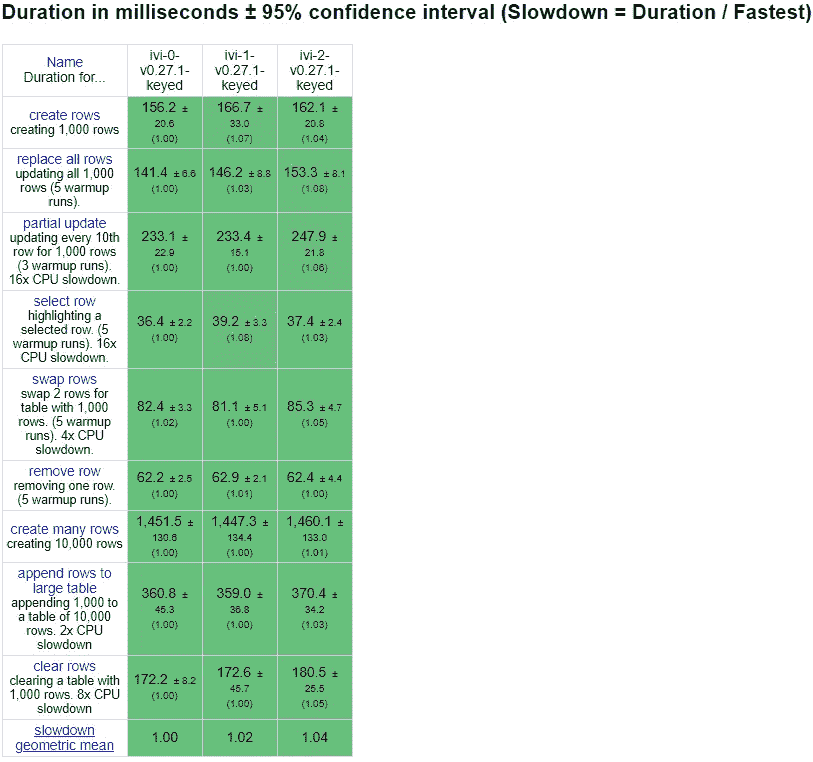 Duration in milliseconds ± 95% confidence interval (Slowdown = Duration / Fastest)
Name
Duration for...
ivi-0-
v0.27.1-
keyed
ivi-1-
v0.27.1-
keyed
ivi-2-
v0.27.1-
keyed
create rows
creating 1,000 rows
156.2 ±
20.6
(1.00)
166.7 ±
33.0
(1.07)
162.1 ±
20.8
(1.04)
replace all rows
updating all 1,000
rows (5 warmup
runs).
141.4 ± 6.6
(1.00)
146.2 ± 8.8
(1.03)
153.3 ± 8.1
(1.08)
partial update
updating every 10th
row for 1,000 rows
(3 warmup runs).
16x CPU slowdown.
233.1 ±
22.9
(1.00)
233.4 ±
15.1
(1.00)
247.9 ±
21.8
(1.06)
select row
highlighting a
selected row. (5
warmup runs). 16x
CPU slowdown.
36.4 ± 2.2
(1.00)
39.2 ± 3.3
(1.08)
37.4 ± 2.4
(1.03)
swap rows
swap 2 rows for
table with 1,000
rows. (5 warmup
runs). 4x CPU
slowdown.
82.4 ± 3.3
(1.02)
81.1 ± 5.1
(1.00)
85.3 ± 4.7
(1.05)
remove row
removing one row.
(5 warmup runs).
62.2 ± 2.5
(1.00)
62.9 ± 2.1
(1.01)
62.4 ± 4.4
(1.00)
create many rows
creating 10,000 rows
1,451.5 ±
130.6
(1.00)
1,447.3 ±
134.4
(1.00)
1,460.1 ±
133.0
(1.01)
append rows to
large table
appending 1,000 to
a table of 10,000
rows. 2x CPU
slowdown
360.8 ±
45.3
(1.00)
359.0 ±
36.8
(1.00)
370.4 ±
34.2
(1.03)
clear rows
clearing a table with
1,000 rows. 8x CPU
slowdown
172.2 ± 8.2
(1.00)
172.6 ±
45.7
(1.00)
180.5 ±
25.5
(1.05)
slowdown
geometric mean
1.00
1.02
1.04